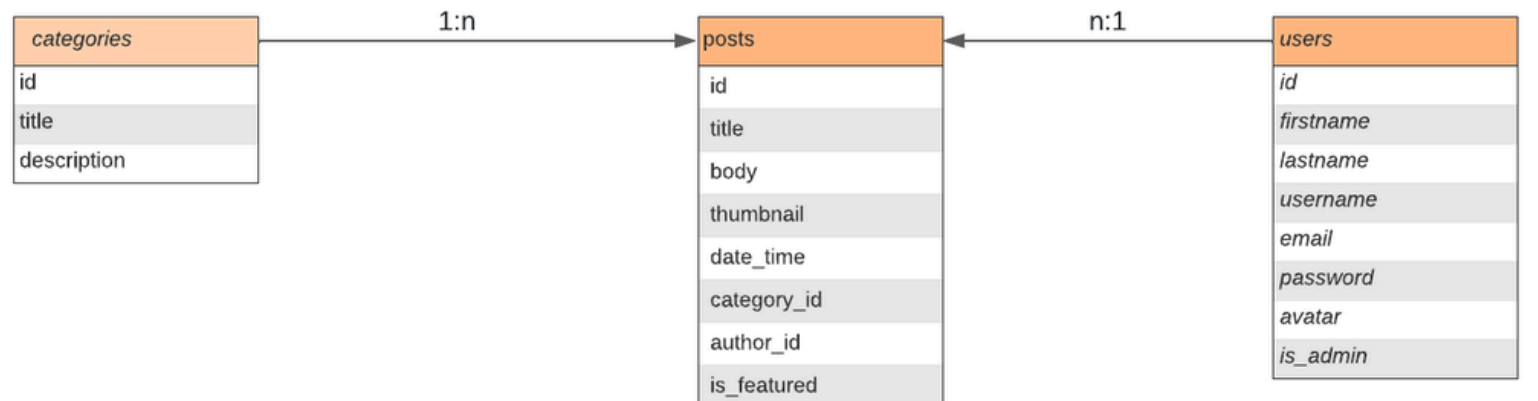 categories
id
title
description
1:n
posts
id
title
body
thumbnail
date_time
category_id
author_id
is_featured
n:1
users
id
firstname
lastname
username
email
password
avatar
is_admin